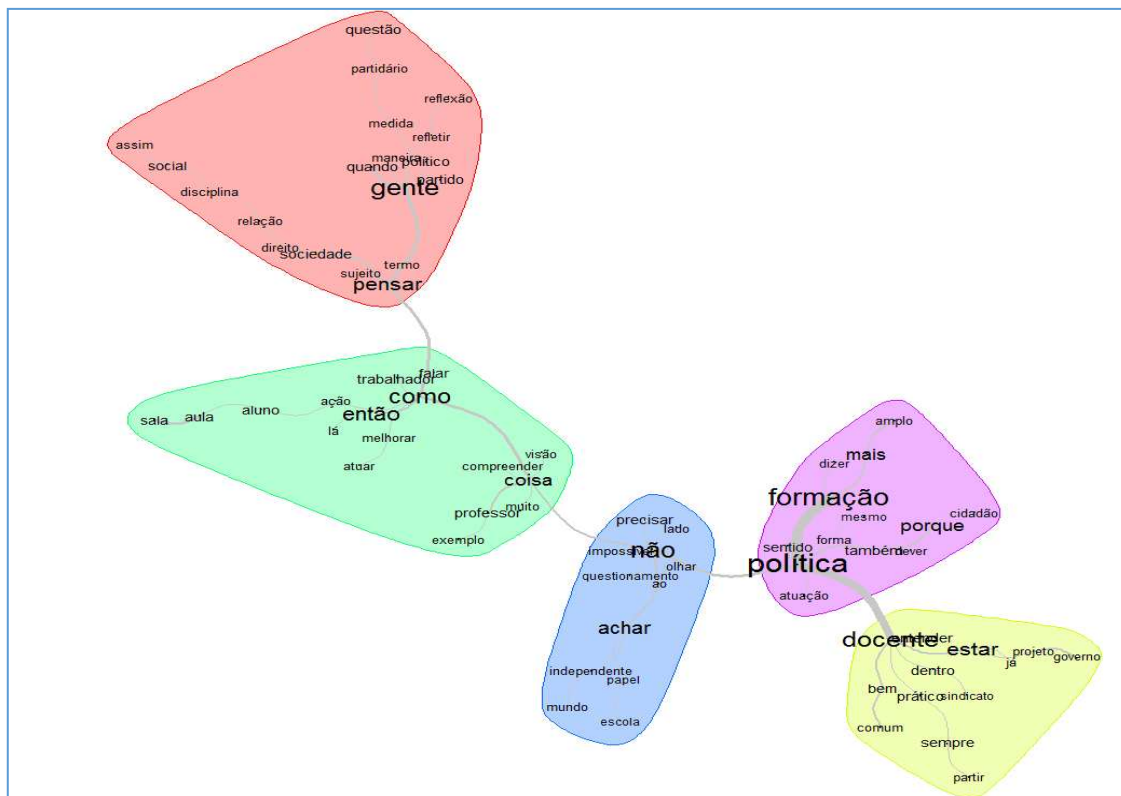 questão
partidário
reflexão
medida
refletir
assim
maneira
político
social
quando
partido
gente
disciplina
relação
direito
sociedade
termo
sujeito
pensar
falar
trabalhador
como
ação
então
aluno
aula
sala
lá
melhorar
atuar
visão
compreender
coisa
muito
professor
exemplo
precisar
lado
não
impossível
olhar
questionamento
ao
achar
independente
papel
mundo
escola
amplo
mais
dizer
formação
mesmo
cidadão
porque
forma
sentido
também
dever
política
atuação
docente
entender
estar
projeto
governo
já
dentro
bem
prático
sindicato
comum
sempre
partir